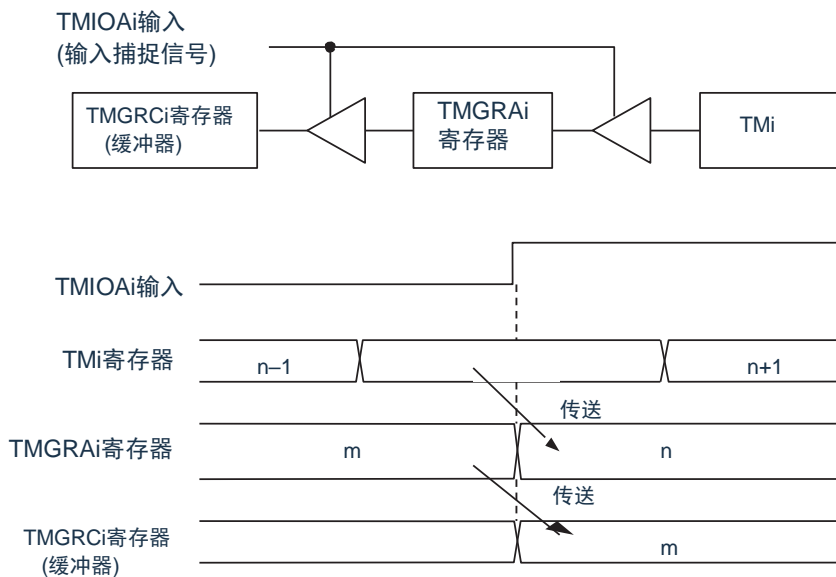 TMIOAi输入
(输入捕捉信号)
TMGRCi寄存器
(缓冲器)
TMGRAi
寄存器
TMi
TMIOAi输入
TMi寄存器
n–1
n+1
传送
TMGRAi寄存器
m
n
传送
TMGRCi寄存器
(缓冲器)
m